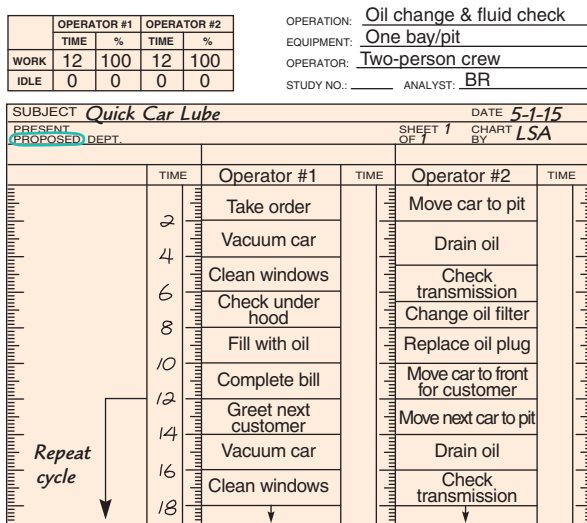 OPERATOR #1 OPERATOR #2
TIME % TIME %
WORK 12 100 12 100
IDLE 0 0 0 0
OPERATION: Oil change & fluid check
EQUIPMENT: One bay/pit
OPERATOR: Two-person crew
STUDY NO.: ANALYST: BR
SUBJECT Quick Car Lube DATE 5-1-15
PRESENT
PROPOSED DEPT. SHEET 1 OF 1 CHART BY LSA
TIME Operator #1 TIME Operator #2 TIME
Take order Move car to pit
2
Vacuum car Drain oil
4
Clean windows Check transmission
6
Check under hood Change oil filter
8
Fill with oil Replace oil plug
10
Complete bill Move car to front for customer
12
Greet next customer Move next car to pit
14
Repeat cycle
Vacuum car Drain oil
16
Clean windows Check transmission
18